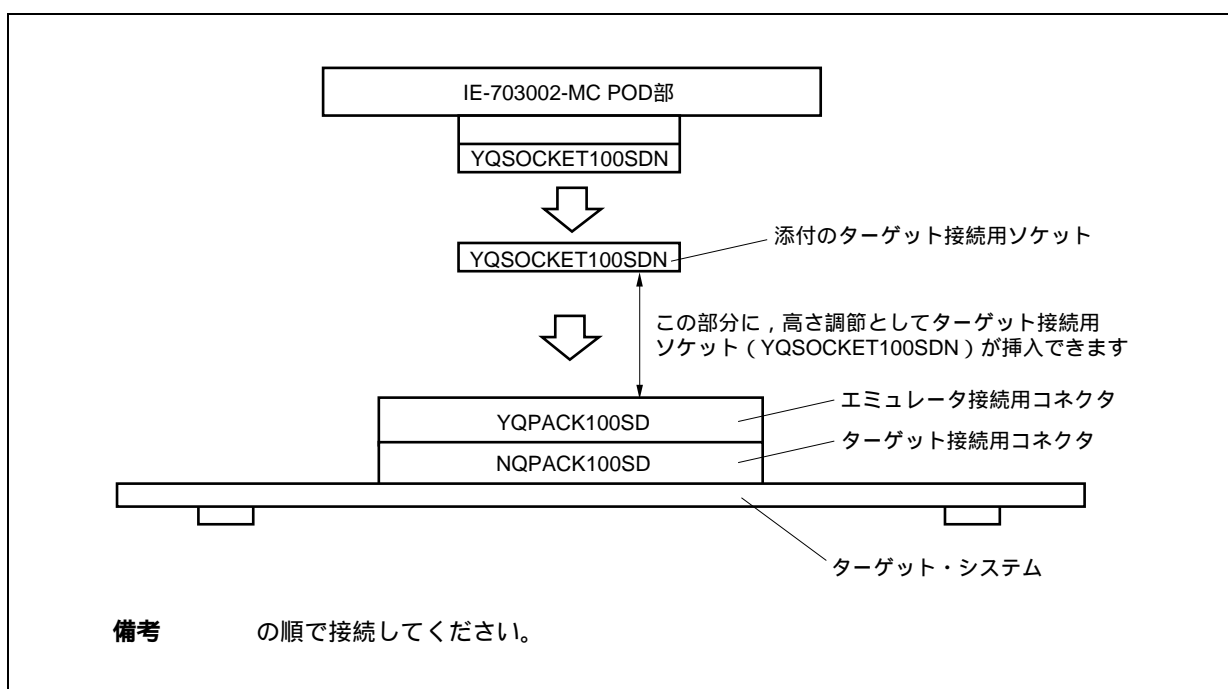 IE-703002-MC POD部
YQSOCKET100SDN
YQSOCKET100SDN
添付のターゲット接続用ソケット
この部分に，高さ調節としてターゲット接続用
ソケット（YQSOCKET100SDN）が挿入できます
YQPACK100SD
エミュレータ接続用コネクタ
NQPACK100SD
ターゲット接続用コネクタ
ターゲット・システム
備考 の順で接続してください。